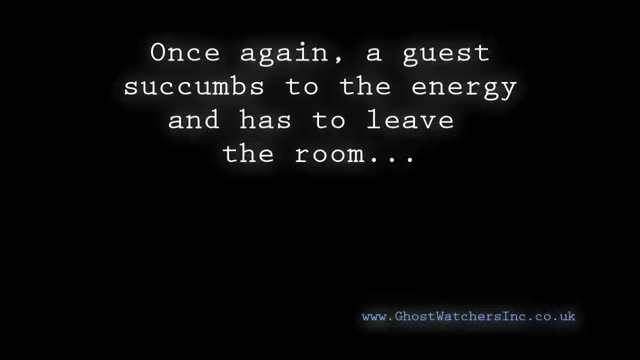 Once again, a guest
succumbs to the energy
and has to leave
the room...
www.GhostWatchersInc.co.uk